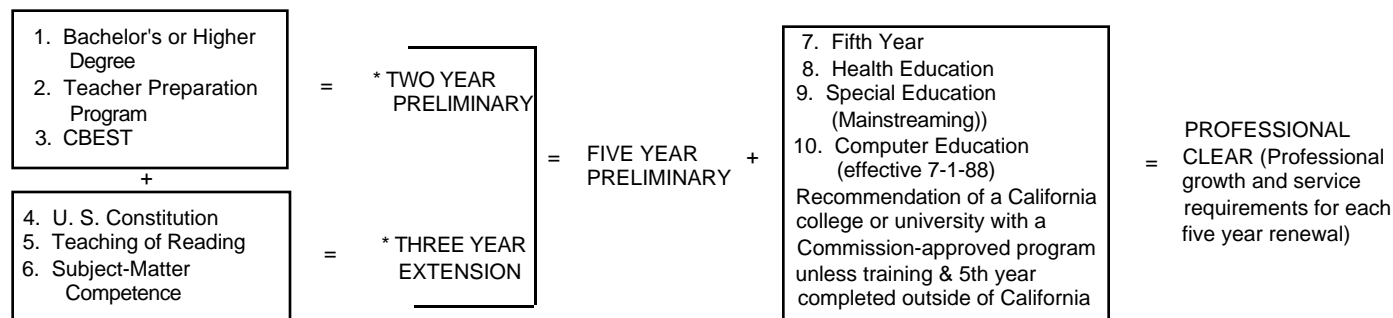 1. Bachelor's or Higher
Degree
2. Teacher Preparation
Program
3. CBEST
+
4. U. S. Constitution
5. Teaching of Reading
6. Subject-Matter
Competence
=
* TWO YEAR
PRELIMINARY
=
* THREE YEAR
EXTENSION
=
FIVE YEAR
PRELIMINARY
+
7. Fifth Year
8. Health Education
9. Special Education
(Mainstreaming))
10. Computer Education
(effective 7-1-88)
Recommendation of a California
college or university with a
Commission-approved program
unless training & 5th year
completed outside of California
=
PROFESSIONAL
CLEAR (Professional
growth and service
requirements for each
five year renewal)